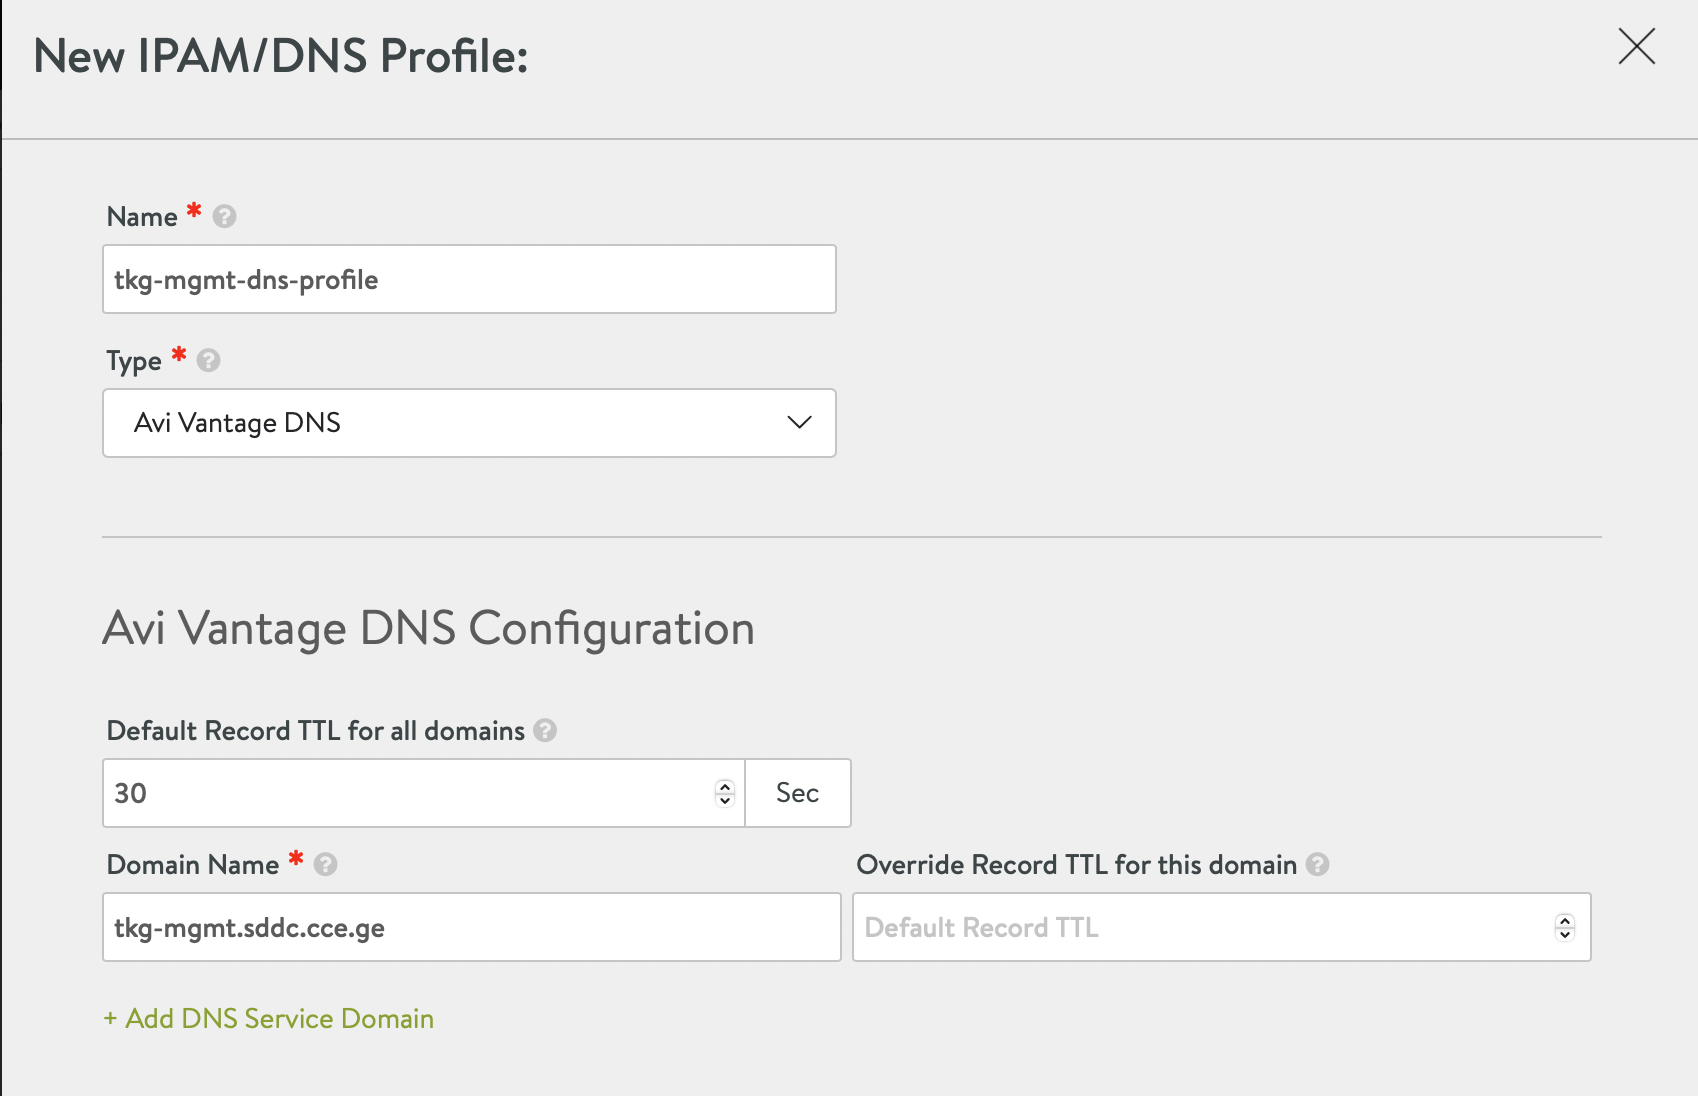 New IPAM/DNS Profile:
Name *
tkg-mgmt-dns-profile
Type *
Avi Vantage DNS
Avi Vantage DNS Configuration
Default Record TTL for all domains
30 Sec
Domain Name * Override Record TTL for this domain
tkg-mgmt.sddc.cce.ge Default Record TTL
+ Add DNS Service Domain